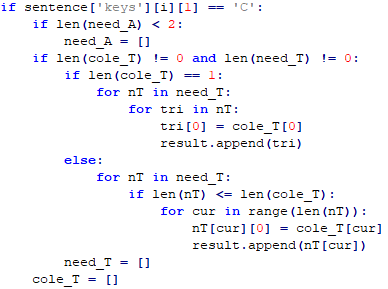 if sentence['keys'][i][1] == 'C':
    if len(need_A) < 2:
        need_A = []
    if len(cole_T) != 0 and len(need_T) != 0:
        if len(cole_T) == 1:
            for nT in need_T:
                for tri in nT:
                    tri[0] = cole_T[0]
                    result.append(tri)
        else:
            for nT in need_T:
                if len(nT) <= len(cole_T):
                    for cur in range(len(nT)):
                        nT[cur][0] = cole_T[cur]
                        result.append(nT[cur])
        need_T = []
    cole_T = []